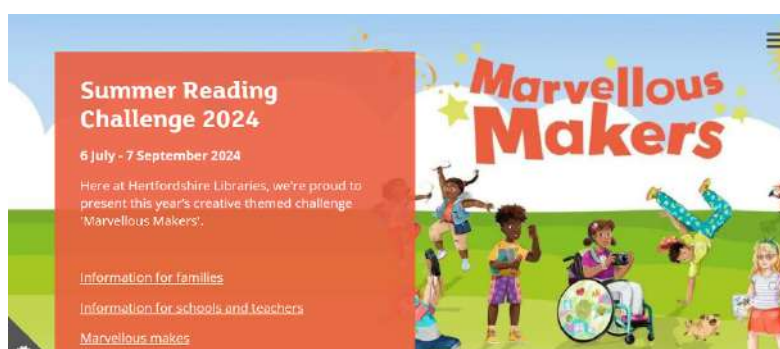 Summer Reading
Challenge 2024
6 July - 7 September 2024
Here at Hertfordshire Libraries, we're proud to
present this year's creative themed challenge
'Marvellous Makers'.
Information for families
Information for schools and teachers
Marvellous makes
Marvellous
Makers